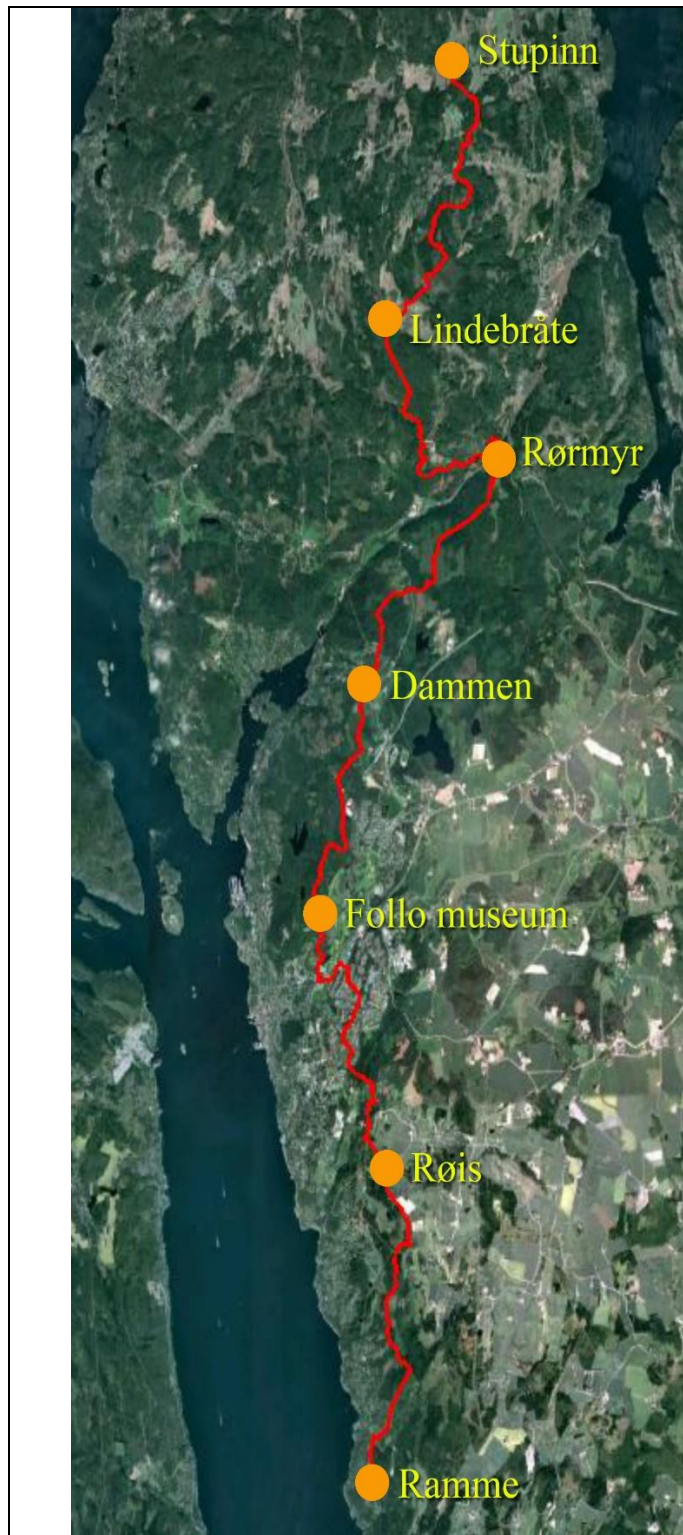 Stupinn
Lindebråte
Rørmyr
Dammen
Follo museum
Røis
Ramme